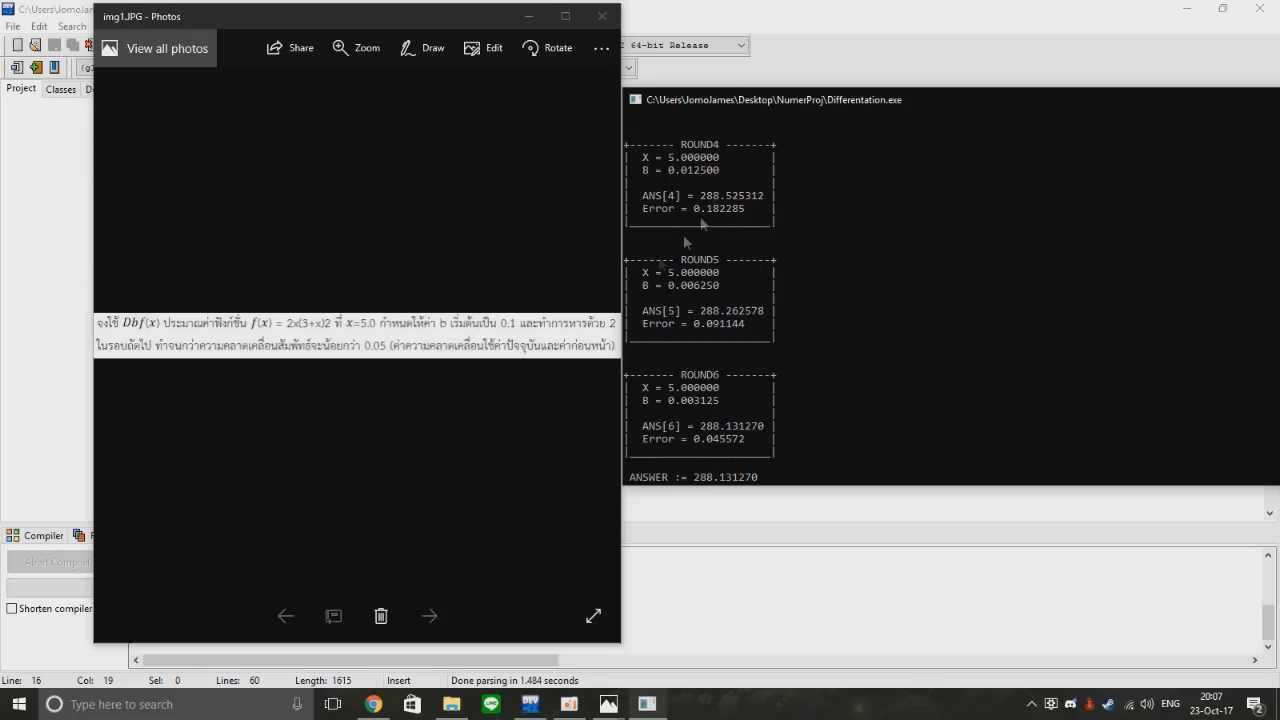 C:\Users\JomoJam
img1.JPG - Photos
File Edit Search
View all photos
Share
Zoom
Draw
Edit
Rotate
64-bit Release
Project Classes
C:\Users\JomoJames\Desktop\NumerProj\Differentation.exe
+------- ROUND4 -------+
| X = 5.000000 |
| B = 0.012500 |
| ANS[4] = 288.525312 |
| Error = 0.182285 |
+------- ROUND5 -------+
| X = 5.000000 |
| B = 0.006250 |
| ANS[5] = 288.262578 |
| Error = 0.091144 |
+------- ROUND6 -------+
| X = 5.000000 |
| B = 0.003125 |
| ANS[6] = 288.131270 |
| Error = 0.045572 |
ANSWER := 288.131270
จงใช้ Dbf(x) ประมาณค่าฟังก์ชั่น f(x) = 2x(3+x)2 ที่ x=5.0 กำหนดให้ค่า b เริ่มต้นเป็น 0.1 และทำการหารด้วย 2
ในรอบถัดไป ทำจนกว่าความคลาดเคลื่อนสัมพัทธ์จะน้อยกว่า 0.05 (ค่าความคลาดเคลื่อนใช้ค่าปัจจุบันและค่าก่อนหน้า)
Compiler
Abort Compil
Shorten compiler
Line: 16 Col: 19 Sel: 0 Lines: 60 Length: 1615 Insert Done parsing in 1.484 seconds
Type here to search
ENG
20:07
23-Oct-17